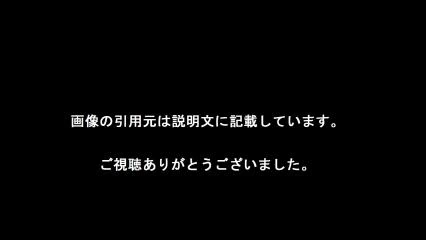 画像の引用元は説明文に記載しています。
ご視聴ありがとうございました。